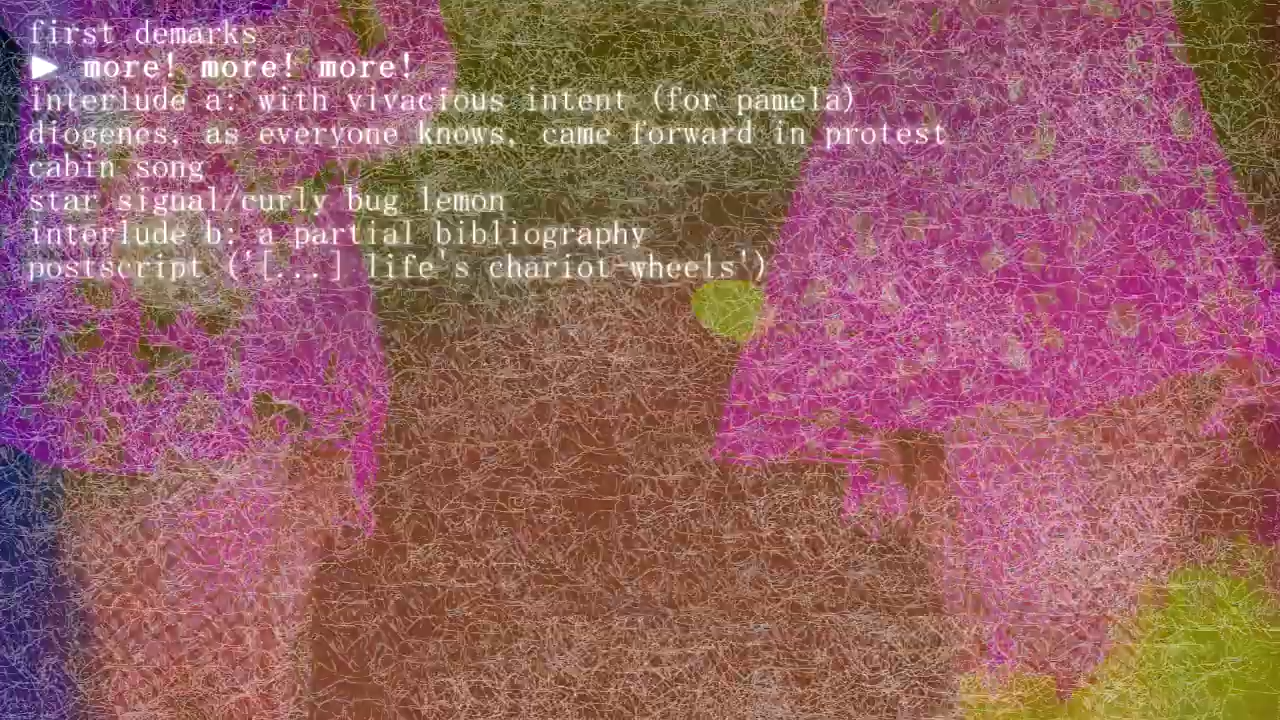 first demarks
▶ more! more! more!
interlude a: with vivacious intent (for pamela)
diogenes, as everyone knows, came forward in protest
cabin song
star signal/curly bug lemon
interlude b: a partial bibliography
postscript ('[...] life's chariot-wheels')